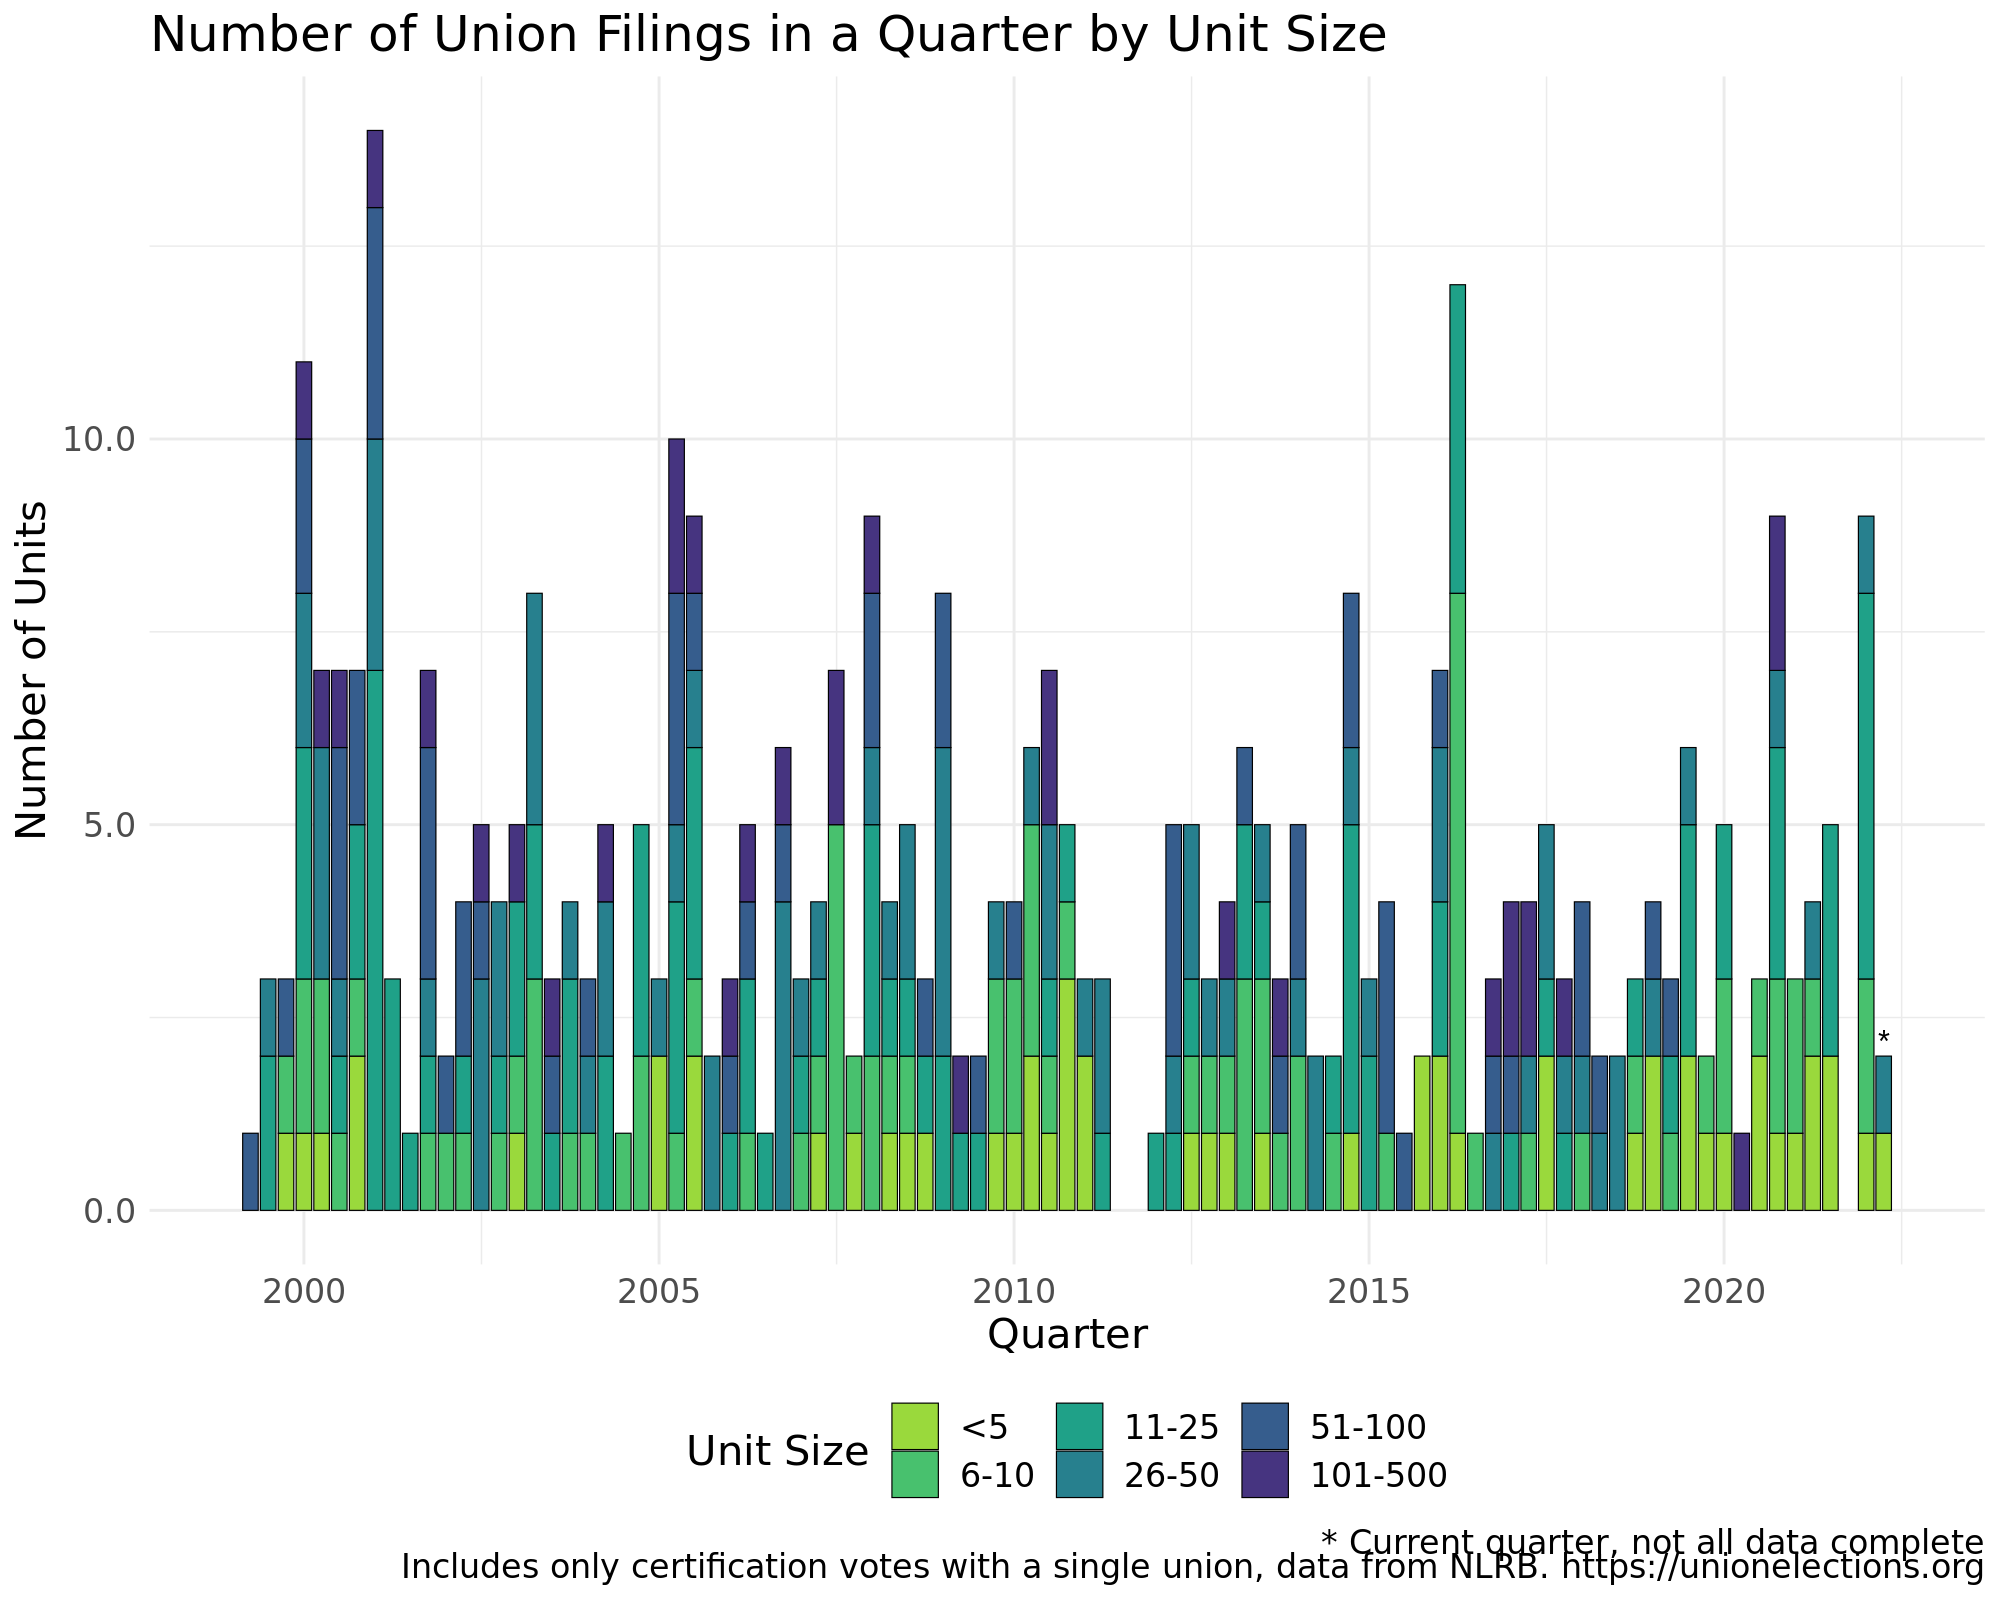 Number of Union Filings in a Quarter by Unit Size
Number of Units
10.0
5.0
0.0
*
2000 2005 2010 2015 2020
Quarter
Unit Size
<5 11-25 51-100
6-10 26-50 101-500
* Current quarter, not all data complete
Includes only certification votes with a single union, data from NLRB. https://unionelections.org